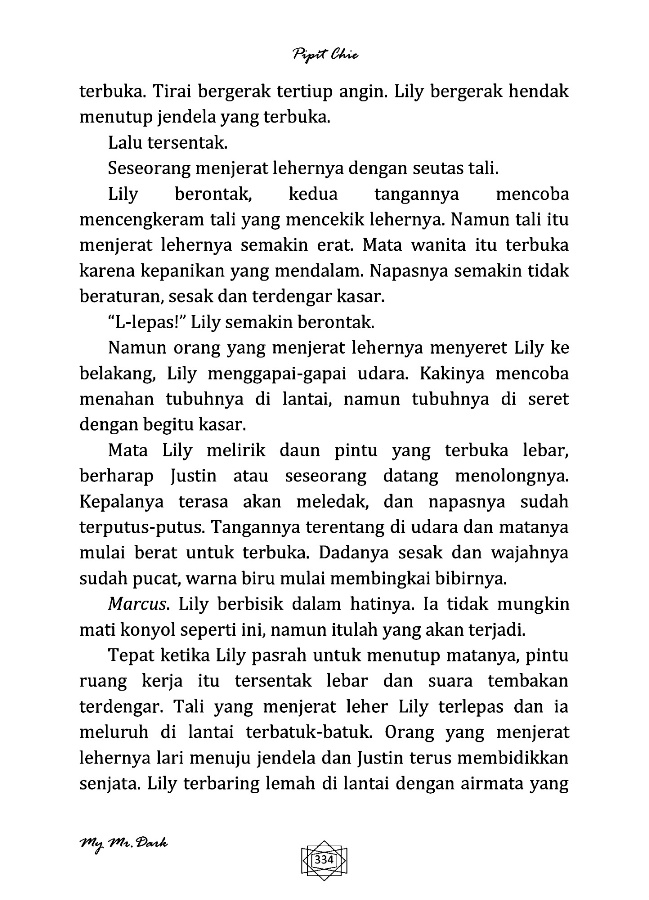 Pipit Chie
terbuka. Tirai bergerak tertiup angin. Lily bergerak hendak
menutup jendela yang terbuka.
Lalu tersentak.
Seseorang menjerat lehernya dengan seutas tali.
Lily berontak, kedua tangannya mencoba
mencengkeram tali yang mencekik lehernya. Namun tali itu
menjerat lehernya semakin erat. Mata wanita itu terbuka
karena kepanikan yang mendalam. Napasnya semakin tidak
beraturan, sesak dan terdengar kasar.
“L-lepas!” Lily semakin berontak.
Namun orang yang menjerat lehernya menyeret Lily ke
belakang, Lily menggapai-gapai udara. Kakinya mencoba
menahan tubuhnya di lantai, namun tubuhnya di seret
dengan begitu kasar.
Mata Lily melirik daun pintu yang terbuka lebar,
berharap Justin atau seseorang datang menolongnya.
Kepalanya terasa akan meledak, dan napasnya sudah
terputus-putus. Tangannya terentang di udara dan matanya
mulai berat untuk terbuka. Dadanya sesak dan wajahnya
sudah pucat, warna biru mulai membingkai bibirnya.
Marcus. Lily berbisik dalam hatinya. Ia tidak mungkin
mati konyol seperti ini, namun itulah yang akan terjadi.
Tepat ketika Lily pasrah untuk menutup matanya, pintu
ruang kerja itu tersentak lebar dan suara tembakan
terdengar. Tali yang menjerat leher Lily terlepas dan ia
meluruh di lantai terbatuk-batuk. Orang yang menjerat
lehernya lari menuju jendela dan Justin terus membidikkan
senjata. Lily terbaring lemah di lantai dengan airmata yang
My Mr. Dark
334